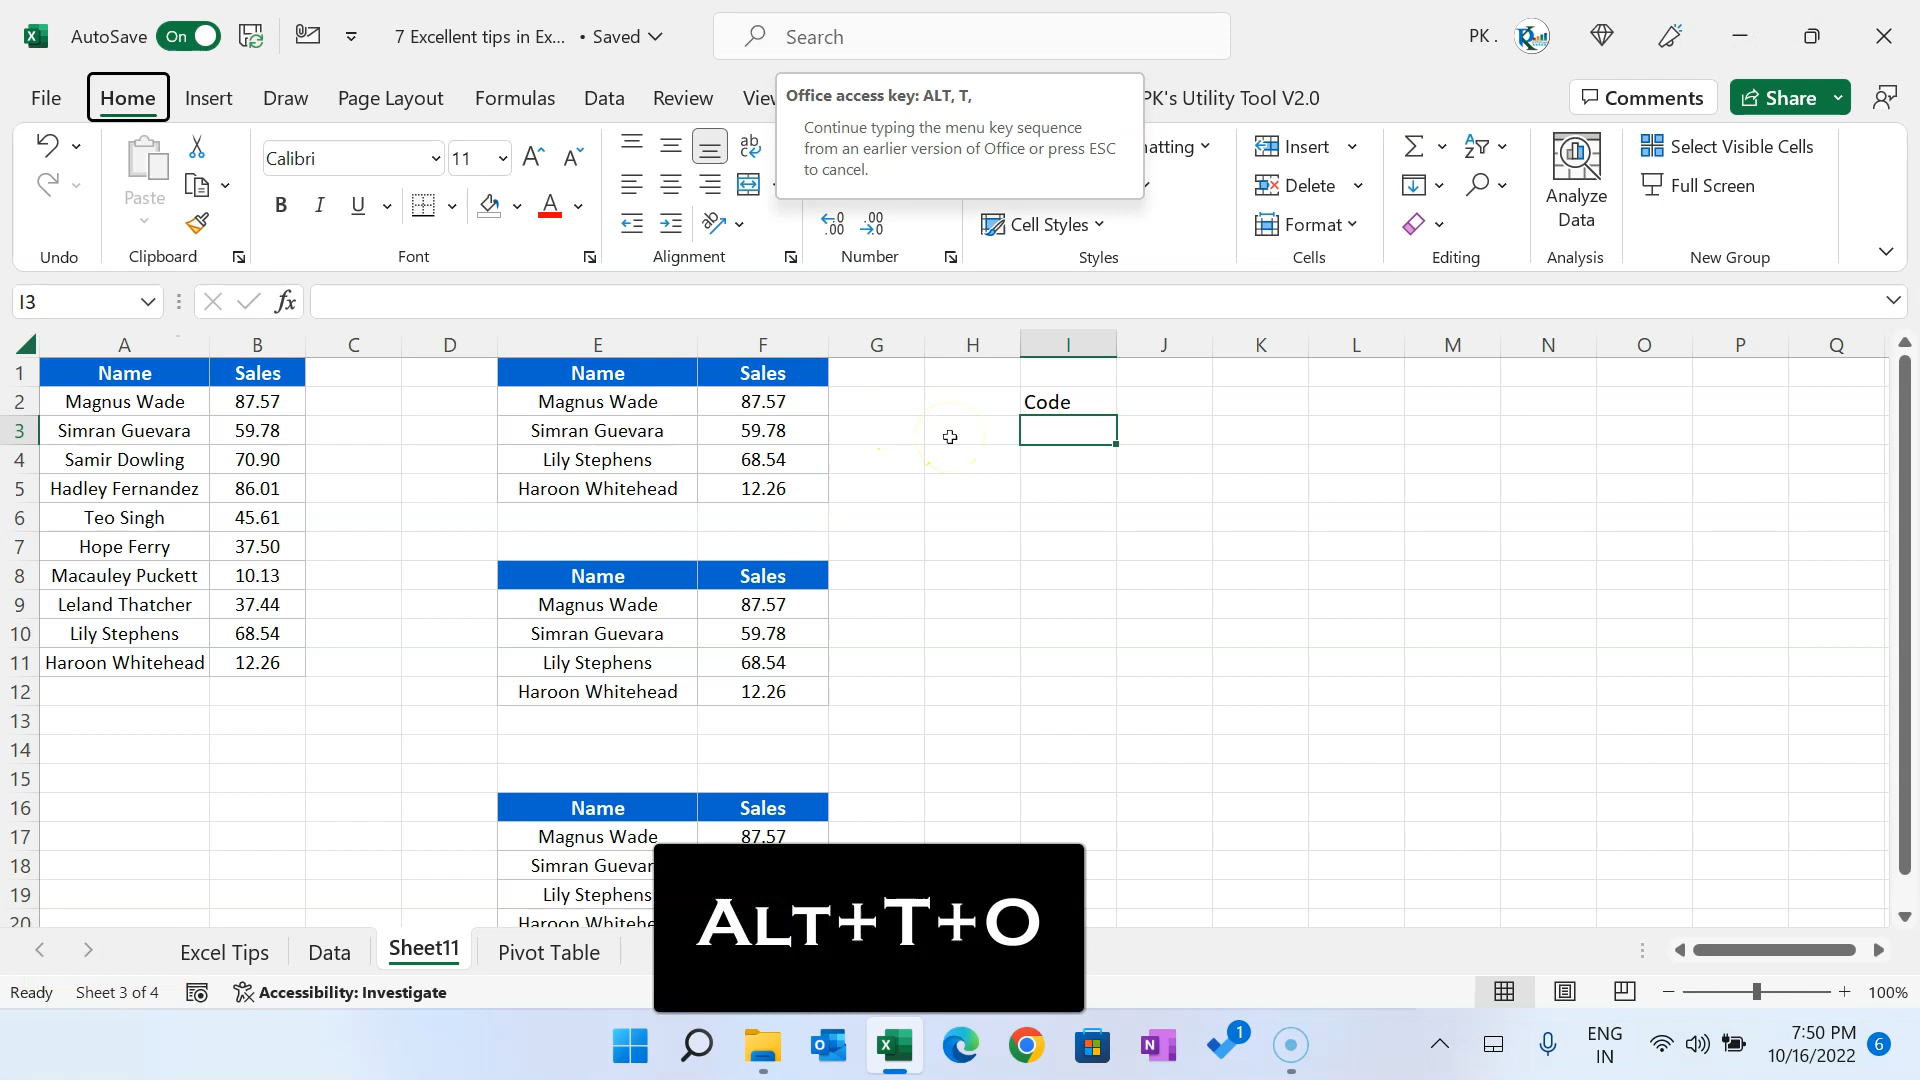 AutoSave On 7 Excellent tips in Ex... • Saved Search PK .
File Home Insert Draw Page Layout Formulas Data Review PK's Utility Tool V2.0 Comments Share
Office access key: ALT, T,
Continue typing the menu key sequence
from an earlier version of Office or press ESC
to cancel.
Paste
Calibri 11
B I U A
ab
.00
Cell Styles
Insert
Delete
Format
Analyze
Data
Select Visible Cells
Full Screen
Undo Clipboard Font Alignment Number Styles Cells Editing Analysis New Group
I3 fx
A B C D E F G H I J K L M N O P Q
1 Name Sales Name Sales
2 Magnus Wade 87.57 Magnus Wade 87.57 Code
3 Simran Guevara 59.78 Simran Guevara 59.78
4 Samir Dowling 70.90 Lily Stephens 68.54
5 Hadley Fernandez 86.01 Haroon Whitehead 12.26
6 Teo Singh 45.61
7 Hope Ferry 37.50
8 Macauley Puckett 10.13 Name Sales
9 Leland Thatcher 37.44 Magnus Wade 87.57
10 Lily Stephens 68.54 Simran Guevara 59.78
11 Haroon Whitehead 12.26 Lily Stephens 68.54
12 Haroon Whitehead 12.26
13
14
15
16 Name Sales
17 Magnus Wade 87.57
18
19 Lily Stephens
20 Haroon
ALT+T+O
Excel Tips Data Sheet11 Pivot Table
Ready Sheet 3 of 4 Accessibility: Investigate 100%
1
ENG
IN
7:50 PM
10/16/2022
6